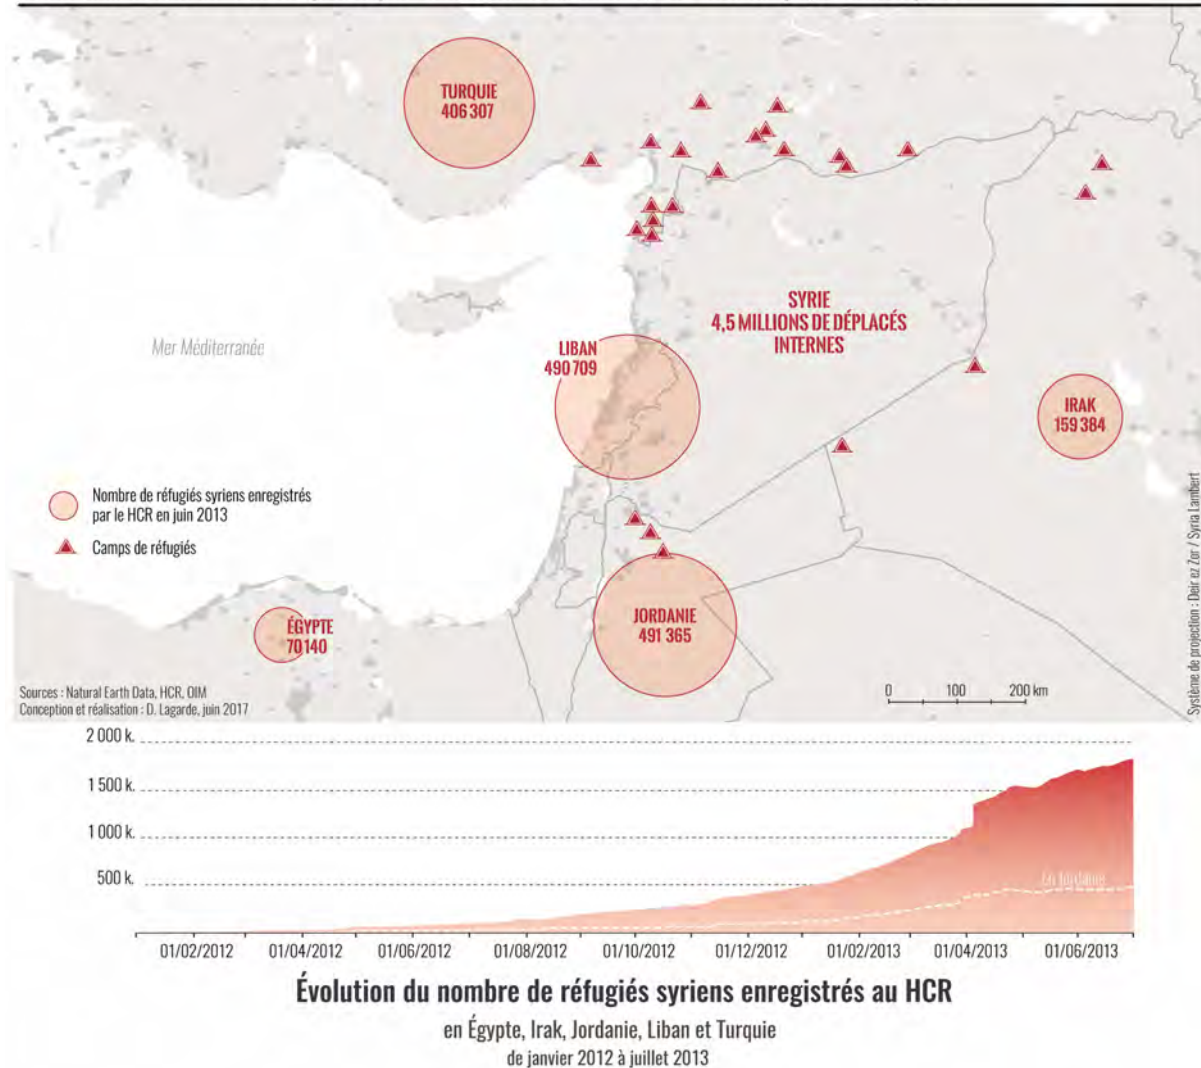 TURQUIE
406 307
SYRIE
4,5 MILLIONS DE DÉPLACÉS
INTERNES
Mer Méditerranée
LIBAN
490 709
IRAK
159 384
Nombre de réfugiés syriens enregistrés
par le HCR en juin 2013
Camps de réfugiés
JORDANIE
491 365
ÉGYPTE
70 140
Sources : Natural Earth Data, HCR, OIM
Conception et réalisation : D. Lagarde, juin 2017
0 100 200 km
Système de projection : Deir ez Zor / Syria Lambert
2 000 k.
1 500 k.
1 000 k.
500 k.
en Jordanie
01/02/2012 01/04/2012 01/06/2012 01/08/2012 01/10/2012 01/12/2012 01/02/2013 01/04/2013 01/06/2013
Évolution du nombre de réfugiés syriens enregistrés au HCR
en Égypte, Irak, Jordanie, Liban et Turquie
de janvier 2012 à juillet 2013